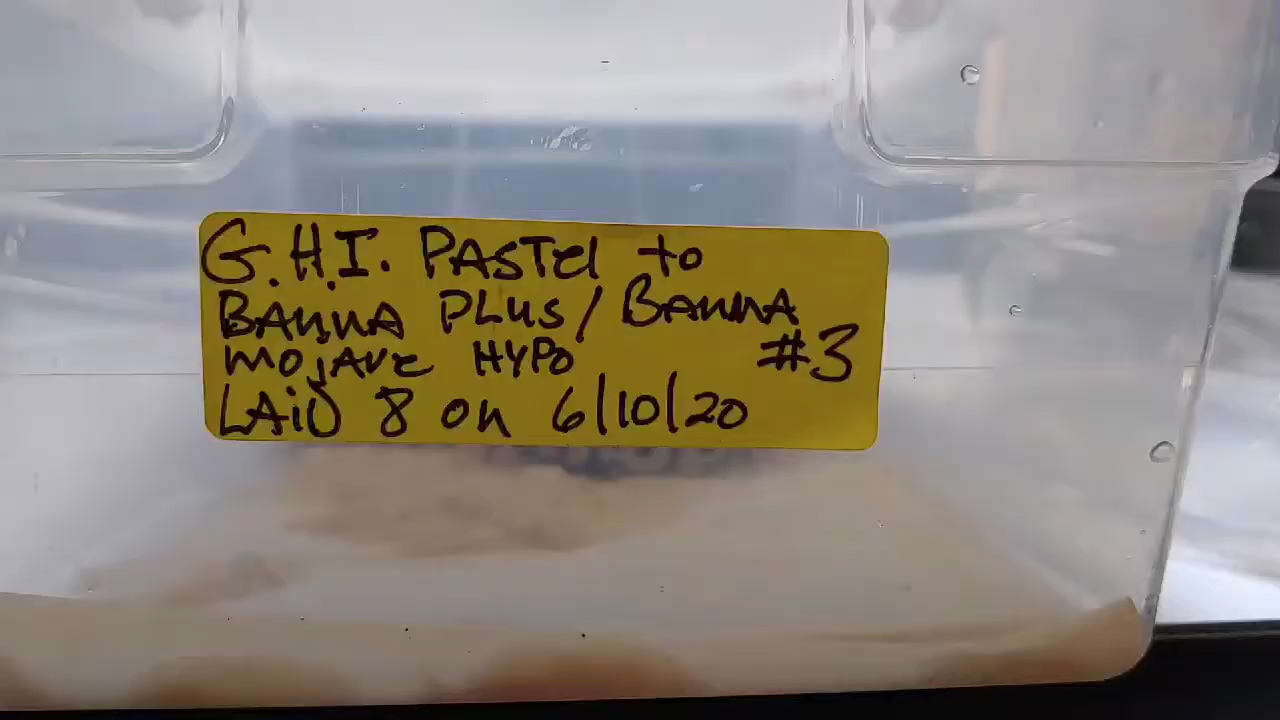 G.H.I. PASTEl to
BANNA PLUS/BANNA
MOJAVE HYPO #3
LAID 8 on 6/10/20